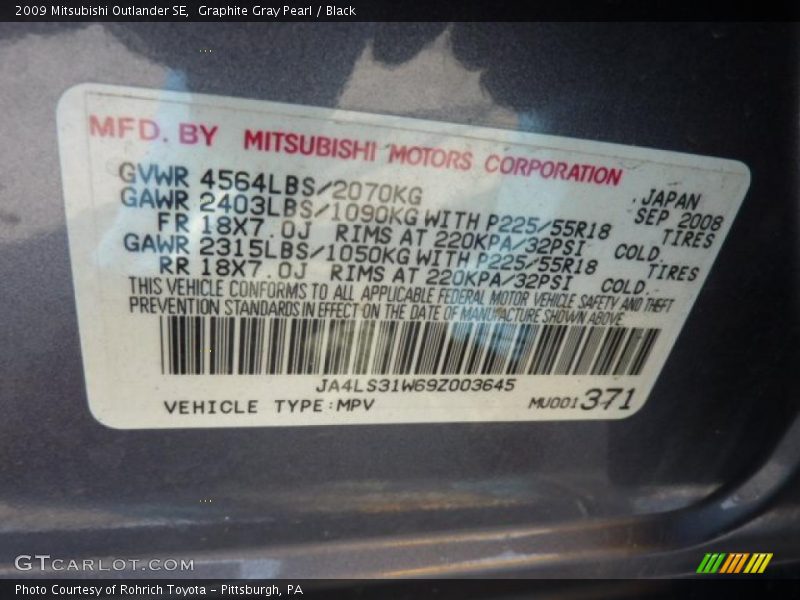 2009 Mitsubishi Outlander SE,  Graphite Gray Pearl / Black
MFD. BY MITSUBISHI MOTORS CORPORATION
GVWR 4564LBS/2070KG .JAPAN SEP 2008
GAWR 2403LBS/1090KG WITH P225/55R18 TIRES
FR 18X7.0J RIMS AT 220KPA/32PSI COLD.
GAWR 2315LBS/1050KG WITH P225/55R18 TIRES
RR 18X7.0J RIMS AT 220KPA/32PSI COLD.
THIS VEHICLE CONFORMS TO ALL APPLICABLE FEDERAL MOTOR VEHICLE SAFETY AND THEFT
PREVENTION STANDARDS IN EFFECT ON THE DATE OF MANUFACTURE SHOWN ABOVE.
JA4LS31W69Z003645
VEHICLE TYPE:MPV MU001371
GTCARLOT.COM
Photo Courtesy of Rohrich Toyota - Pittsburgh, PA